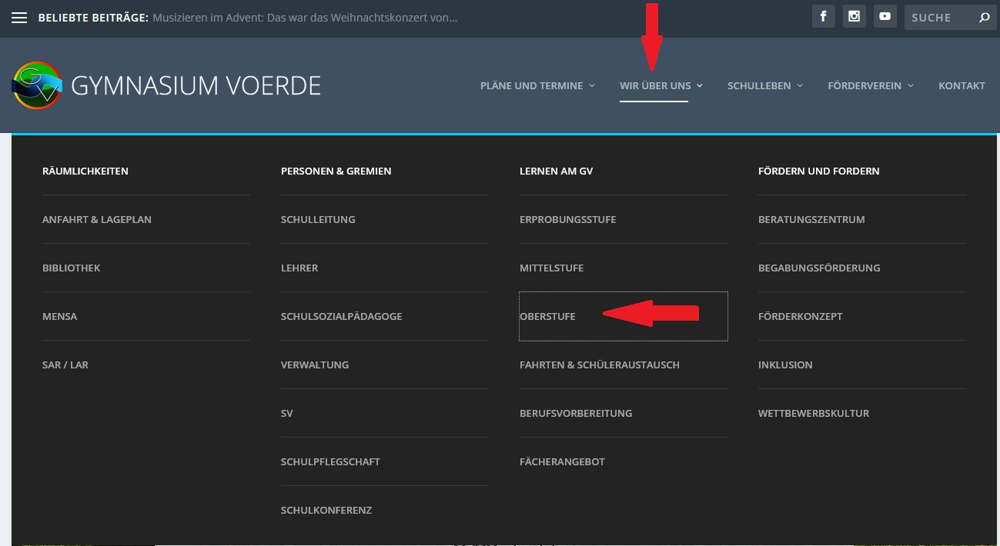 BELIEBTE BEITRÄGE: Musizieren im Advent: Das war das Weihnachtskonzert von...
SUCHE
GYMNASIUM VOERDE
PLÄNE UND TERMINE
WIR ÜBER UNS
SCHULLEBEN
FÖRDERVEREIN
KONTAKT
RÄUMLICHKEITEN
ANFAHRT & LAGEPLAN
BIBLIOTHEK
MENSA
SAR / LAR
PERSONEN & GREMIEN
SCHULLEITUNG
LEHRER
SCHULSOZIALPÄDAGOGE
VERWALTUNG
SV
SCHULPFLEGSCHAFT
SCHULKONFERENZ
LERNEN AM GV
ERPROBUNGSSTUFE
MITTELSTUFE
OBERSTUFE
FAHRTEN & SCHÜLERAUSTAUSCH
BERUFSVORBEREITUNG
FÄCHERANGEBOT
FÖRDERN UND FORDERN
BERATUNGSZENTRUM
BEGABUNGSFÖRDERUNG
FÖRDERKONZEPT
INKLUSION
WETTBEWERBSKULTUR